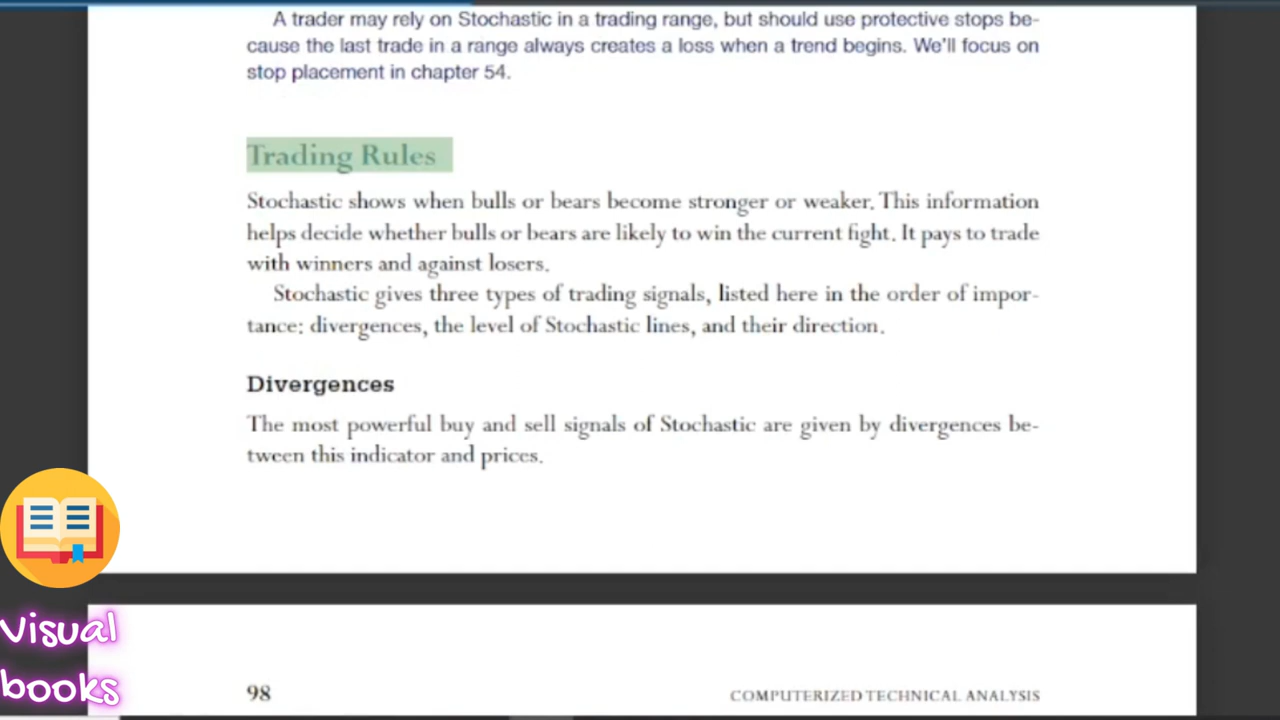 A trader may rely on Stochastic in a trading range, but should use protective stops be-
cause the last trade in a range always creates a loss when a trend begins. We'll focus on
stop placement in chapter 54.
Trading Rules
Stochastic shows when bulls or bears become stronger or weaker. This information
helps decide whether bulls or bears are likely to win the current fight. It pays to trade
with winners and against losers.
Stochastic gives three types of trading signals, listed here in the order of impor-
tance: divergences, the level of Stochastic lines, and their direction.
Divergences
The most powerful buy and sell signals of Stochastic are given by divergences be-
tween this indicator and prices.
Visual
books
98
COMPUTERIZED TECHNICAL ANALYSIS